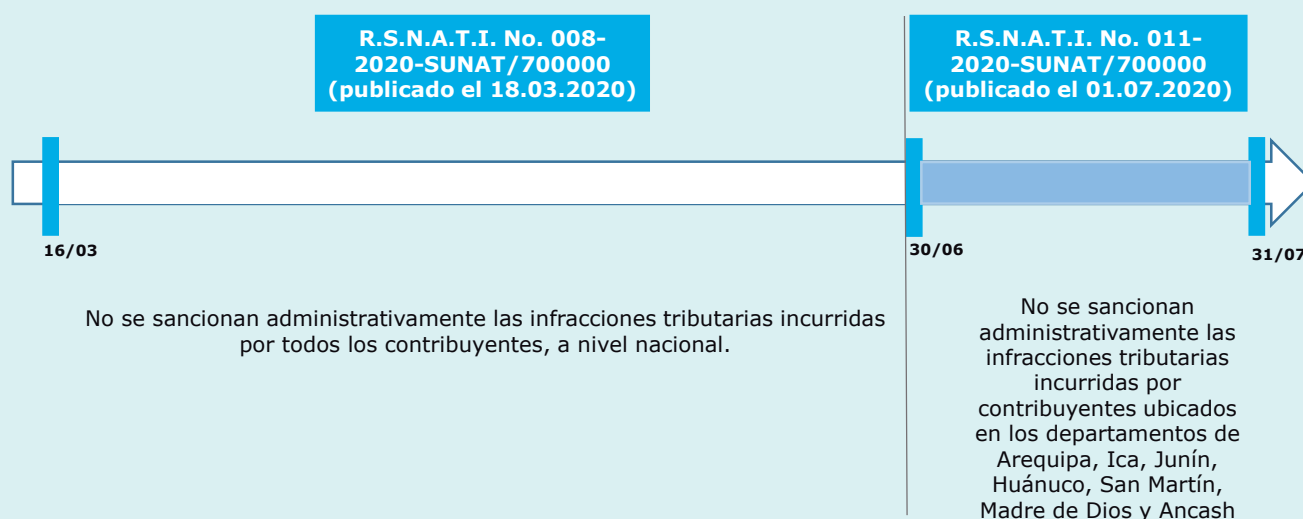 R.S.N.A.T.I. No. 008-
2020-SUNAT/700000
(publicado el 18.03.2020)
R.S.N.A.T.I. No. 011-
2020-SUNAT/700000
(publicado el 01.07.2020)
16/03
30/06
31/07
No se sancionan administrativamente las infracciones tributarias incurridas
por todos los contribuyentes, a nivel nacional.
No se sancionan
administrativamente las
infracciones tributarias
incurridas por
contribuyentes ubicados
en los departamentos de
Arequipa, Ica, Junín,
Huánuco, San Martín,
Madre de Dios y Ancash